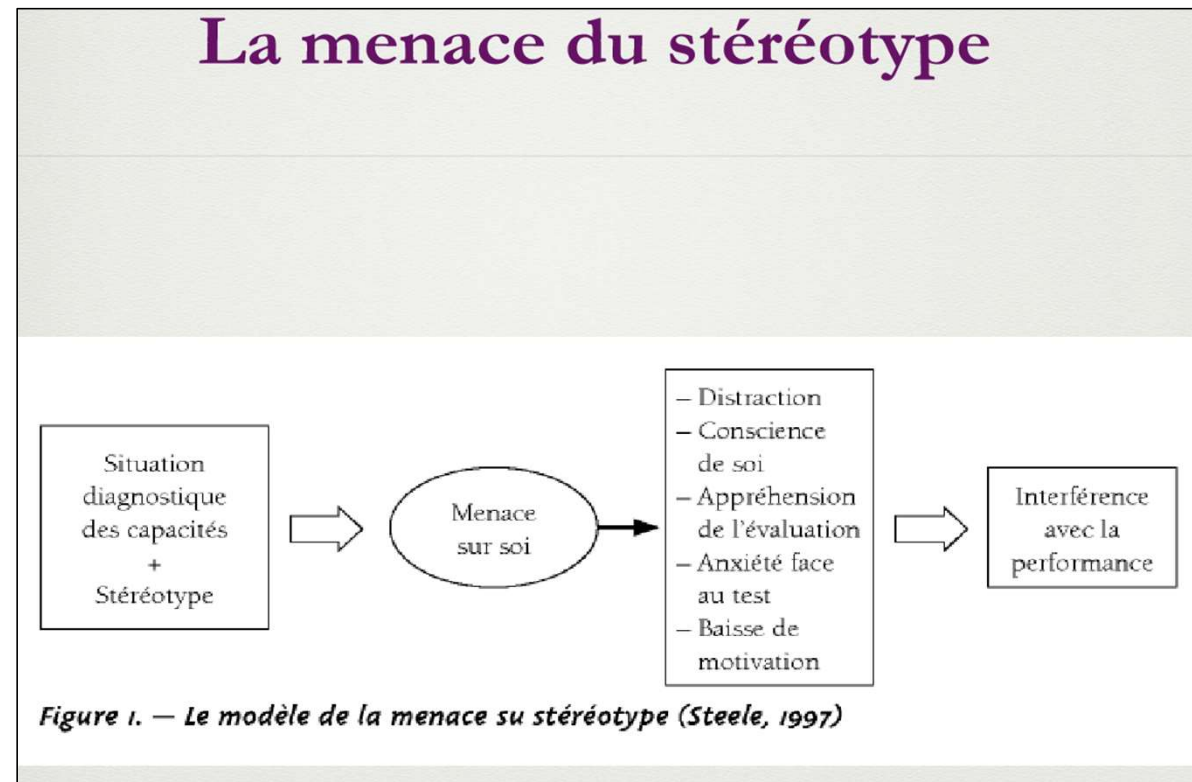 La menace du stéréotype
Situation
diagnostique
des capacités
+
Stéréotype
Menace
sur soi
– Distraction
– Conscience
de soi
– Appréhension
de l'évaluation
– Anxiété face
au test
– Baisse de
motivation
Interférence
avec la
performance
Figure 1. — Le modèle de la menace su stéréotype (Steele, 1997)